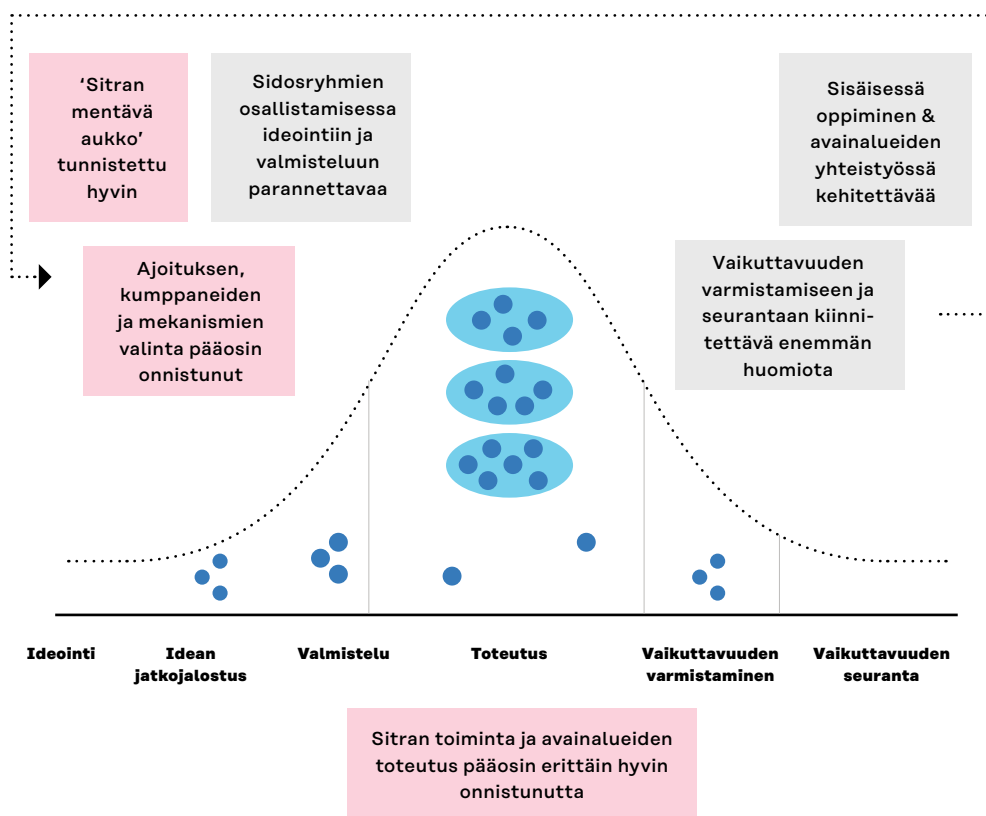 ‘Sitran
mentävä
aukko’
tunnistettu
hyvin
Sidosryhmien
osallistamisessa
ideointiin ja
valmisteluun
parannettavaa
Sisäisessä
oppiminen &
avainalueiden
yhteistyössä
kehitettävää
Ajoituksen,
kumppaneiden
ja mekanismien
valinta pääosin
onnistunut
Vaikuttavuuden
varmistamiseen ja
seurantaan kiinni-
tettävä enemmän
huomiota
Ideointi
Idean
jatkojalostus
Valmistelu
Toteutus
Vaikuttavuuden
varmistaminen
Vaikuttavuuden
seuranta
Sitran toiminta ja avainalueiden
toteutus pääosin erittäin hyvin
onnistunutta